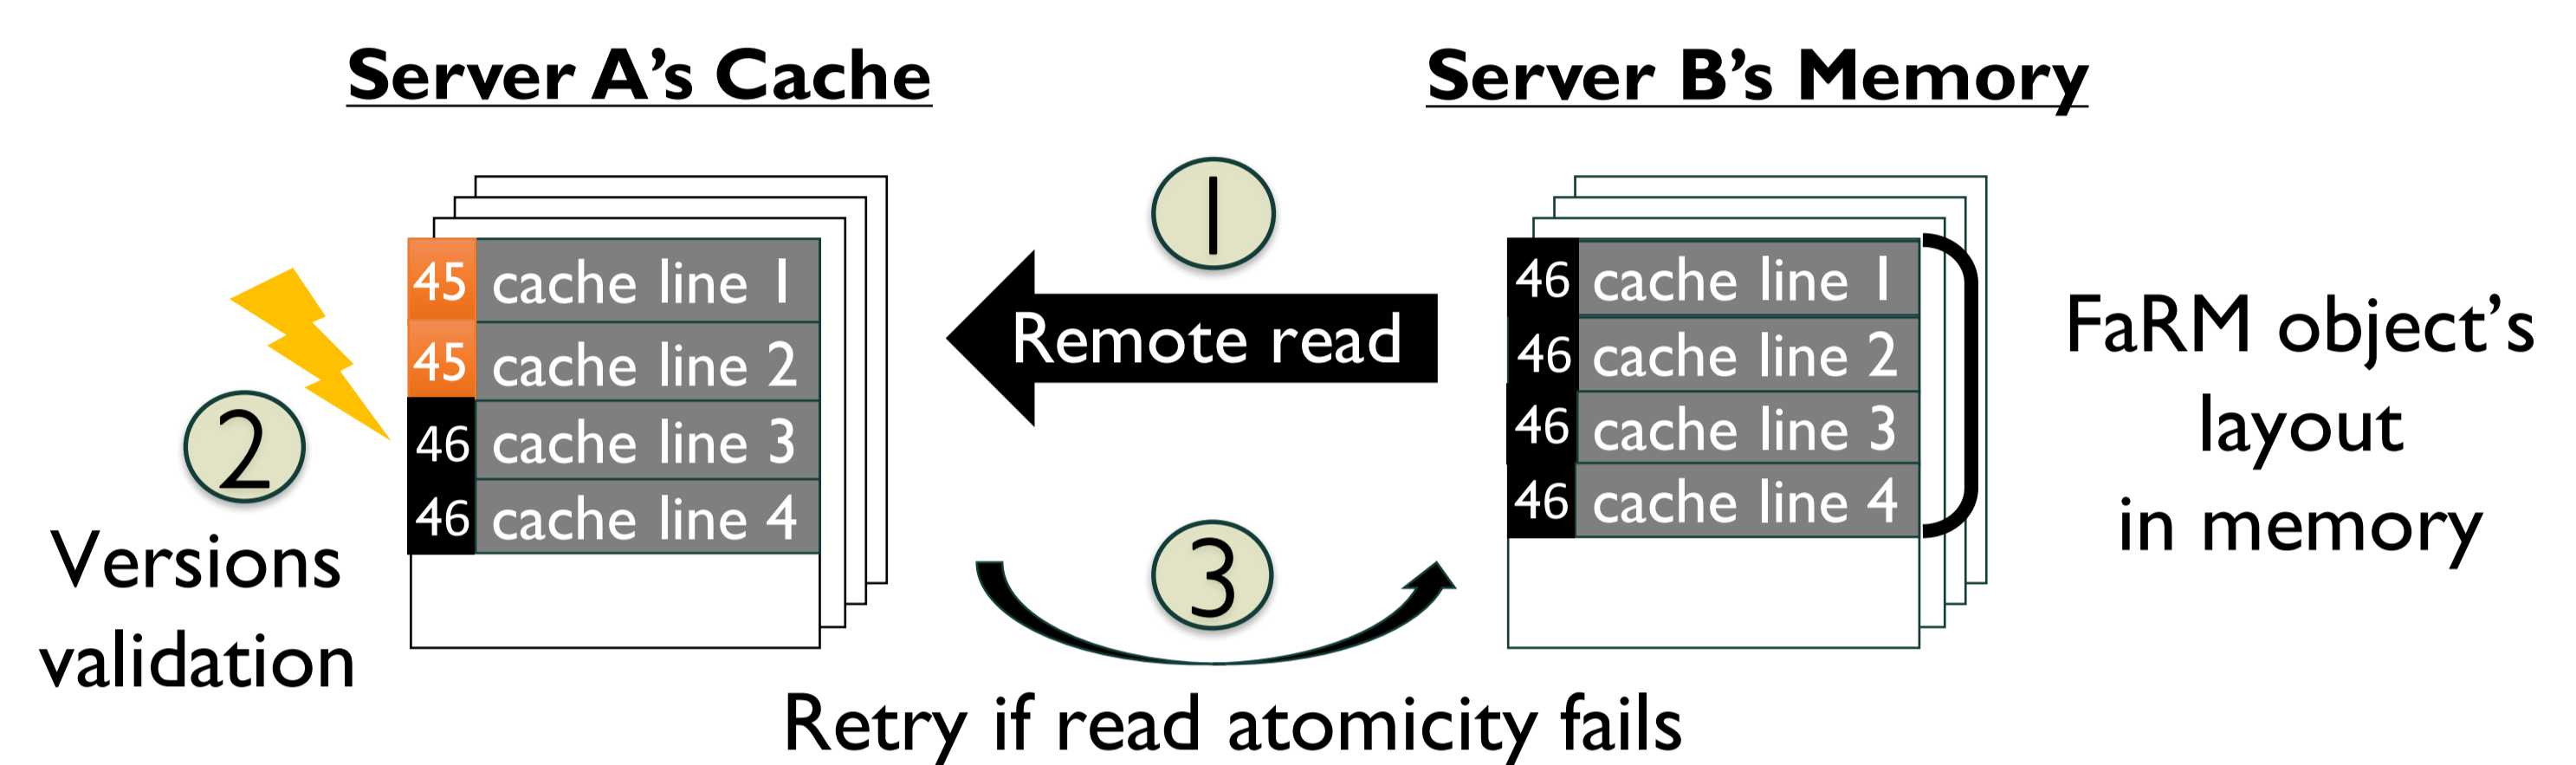 Server A’s Cache
Server B’s Memory
1
45 cache line 1
45 cache line 2
46 cache line 3
46 cache line 4
Remote read
46 cache line 1
46 cache line 2
46 cache line 3
46 cache line 4
FaRM object’s
layout
in memory
2
Versions
validation
3
Retry if read atomicity fails